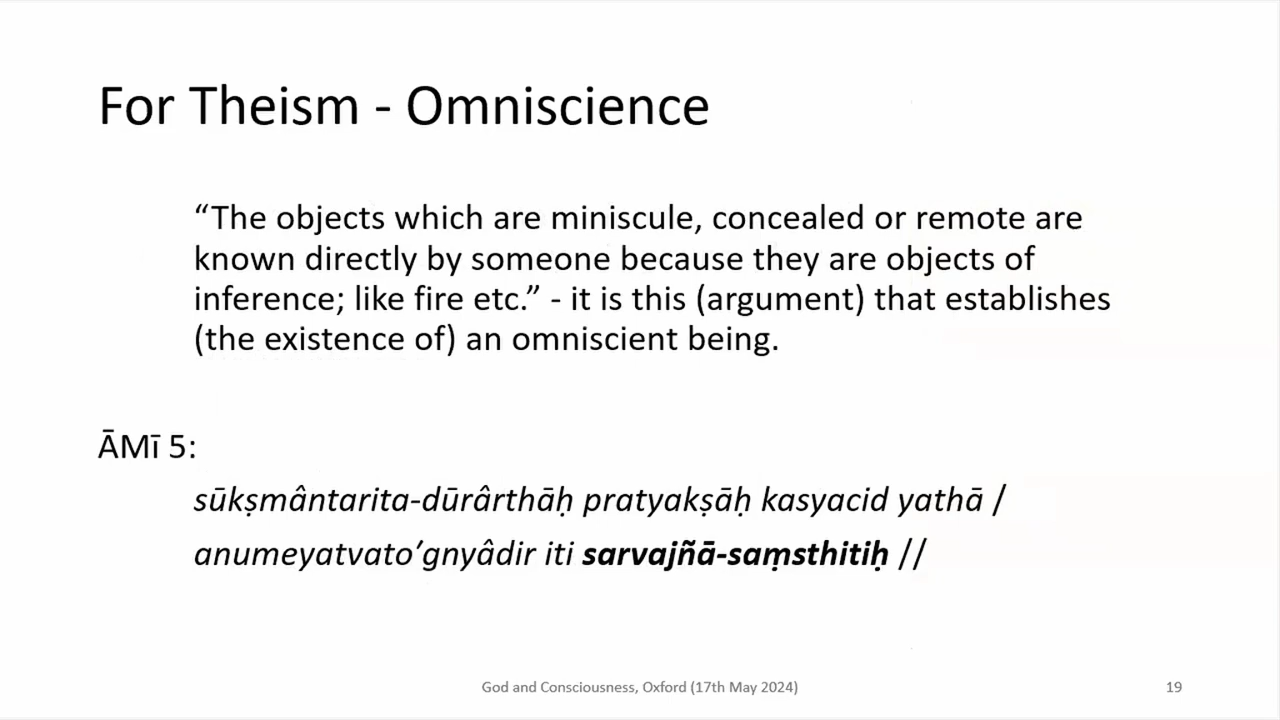 For Theism - Omniscience
“The objects which are miniscule, concealed or remote are
known directly by someone because they are objects of
inference; like fire etc.” - it is this (argument) that establishes
(the existence of) an omniscient being.
ĀMī 5:
sūkṣmântarita-dūrârthāḥ pratyakṣāḥ kasyacid yathā /
anumeyatvato’gnyâdir iti sarvajñā-saṃsthitiḥ //
God and Consciousness, Oxford (17th May 2024)
19